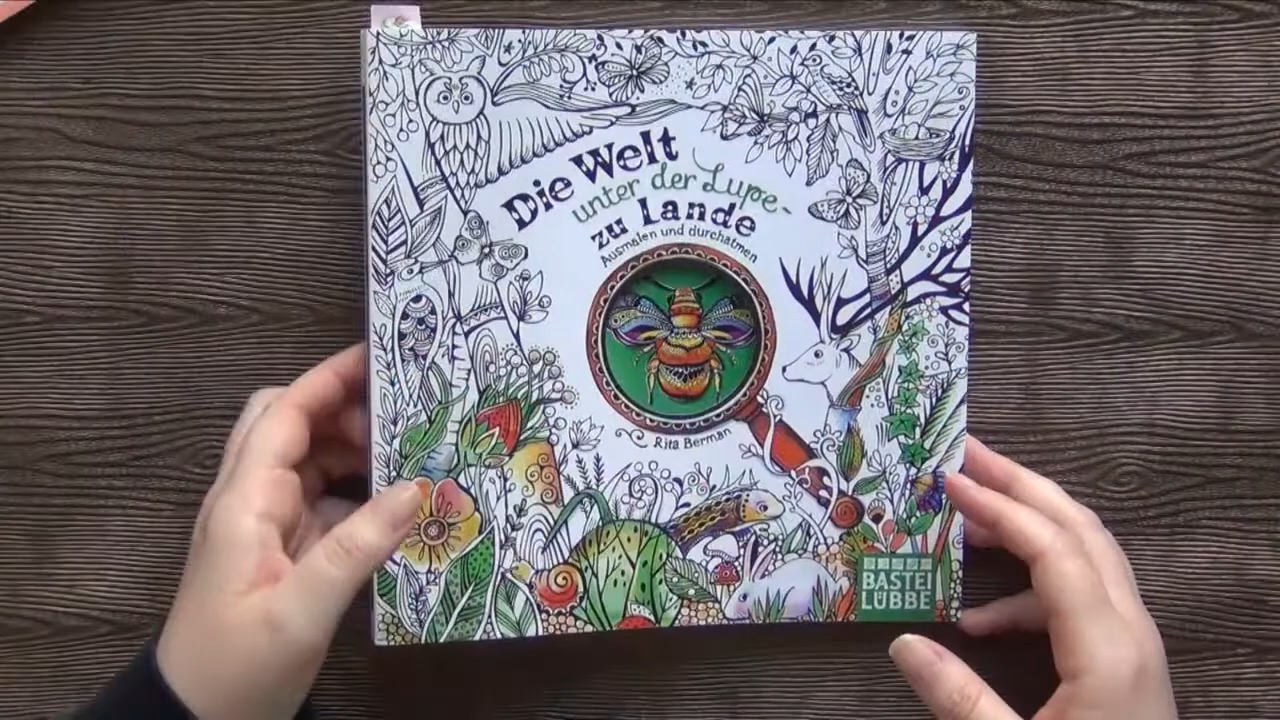 Die Welt
unter der Lupe-
zu Lande
Ausmalen und durchatmen
Rita Berman
BASTEI
LÜBBE